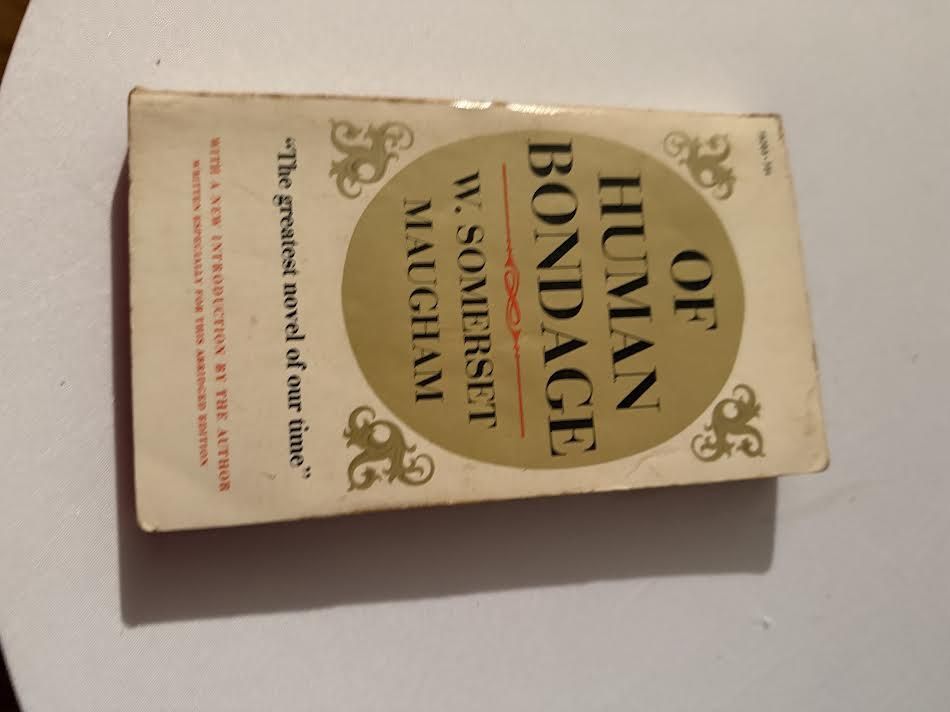 OF
HUMAN
BONDAGE
W. SOMERSET
MAUGHAM
“The greatest novel of our time”
WITH A NEW INTRODUCTION BY THE AUTHOR
WRITTEN ESPECIALLY FOR THIS ABRIDGED EDITION